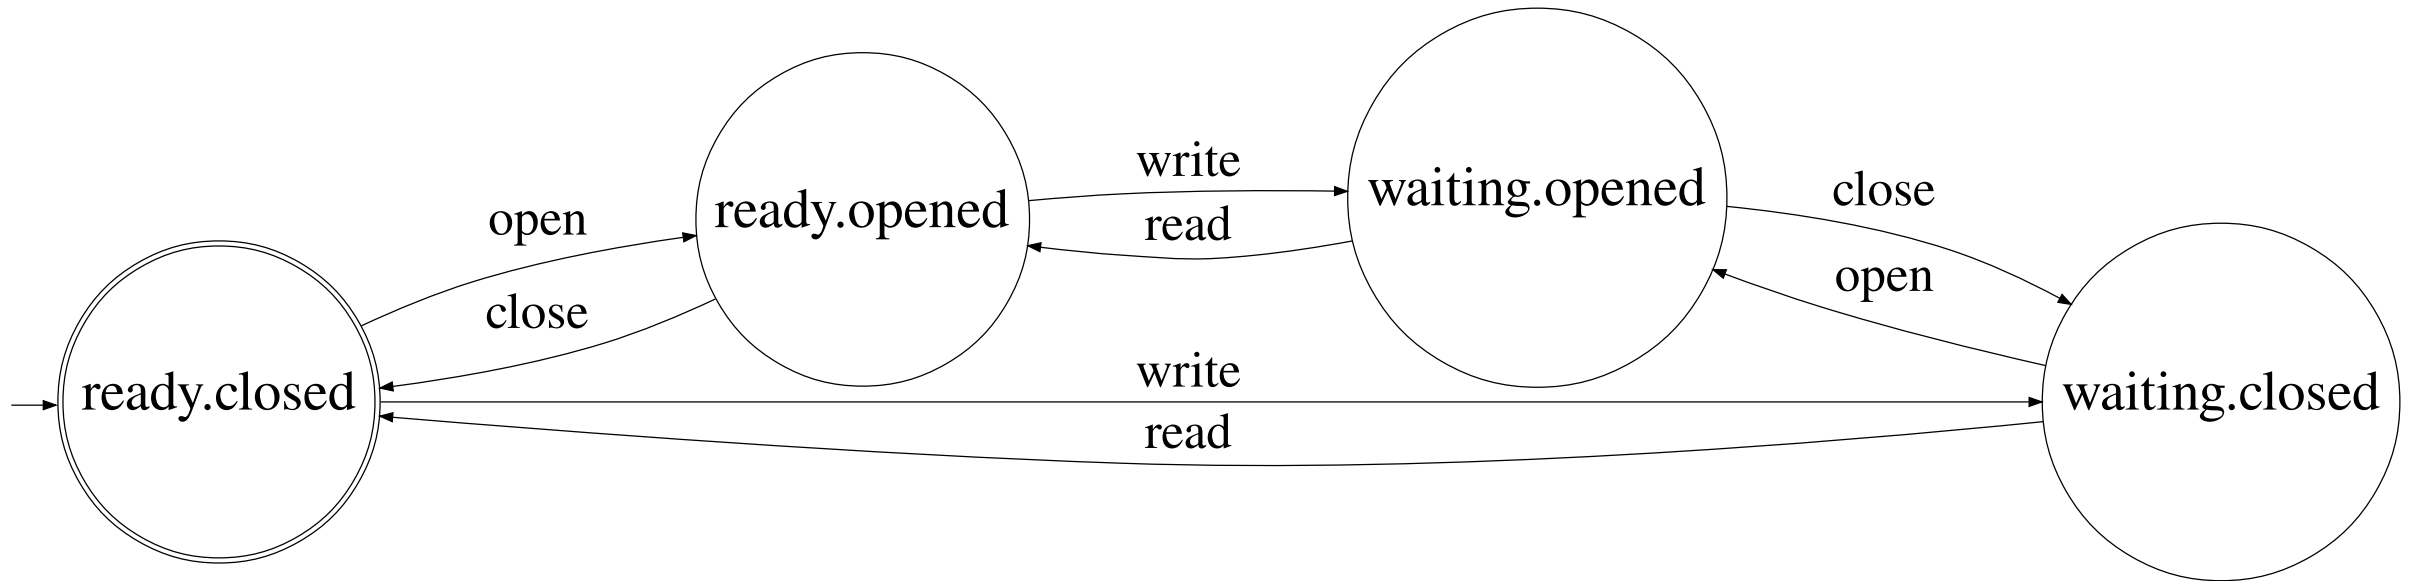 write
waiting.opened
close
ready.opened
open
read
open
close
write
ready.closed
waiting.closed
read